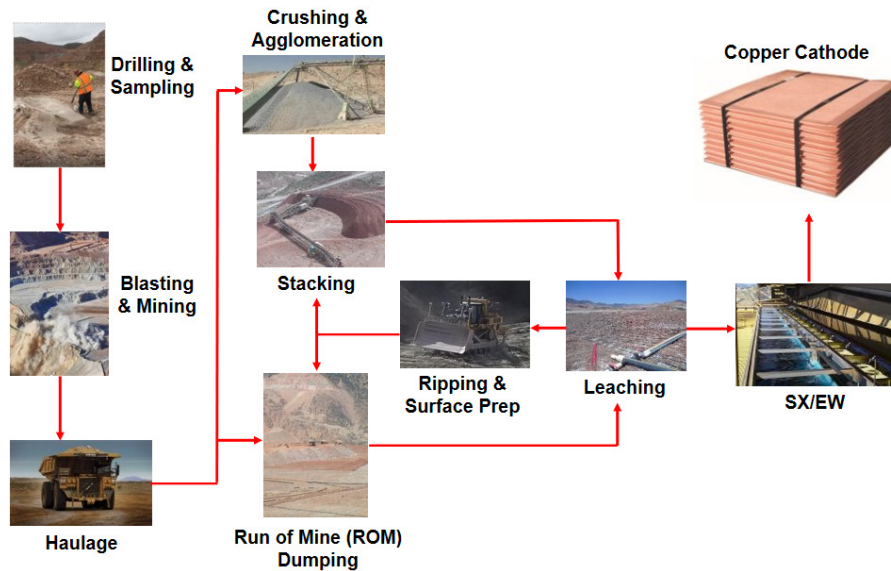 Drilling &
Sampling
Crushing &
Agglomeration
Copper Cathode
Blasting
& Mining
Stacking
Ripping &
Surface Prep
Leaching
SX/EW
Haulage
Run of Mine (ROM)
Dumping